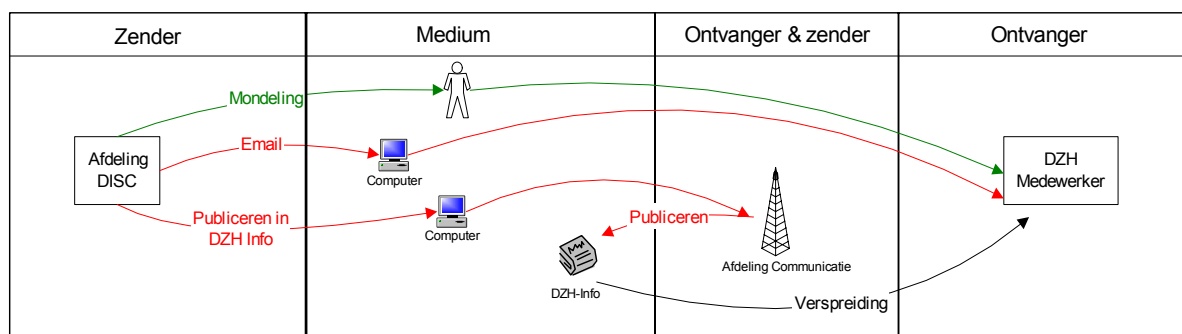 Zender
Medium
Ontvanger & zender
Ontvanger
Mondeling
Email
Afdeling
DISC
Computer
DZH
Medewerker
Publiceren in
DZH Info
Computer
Publiceren
Afdeling Communicatie
DZH-Info
Verspreiding